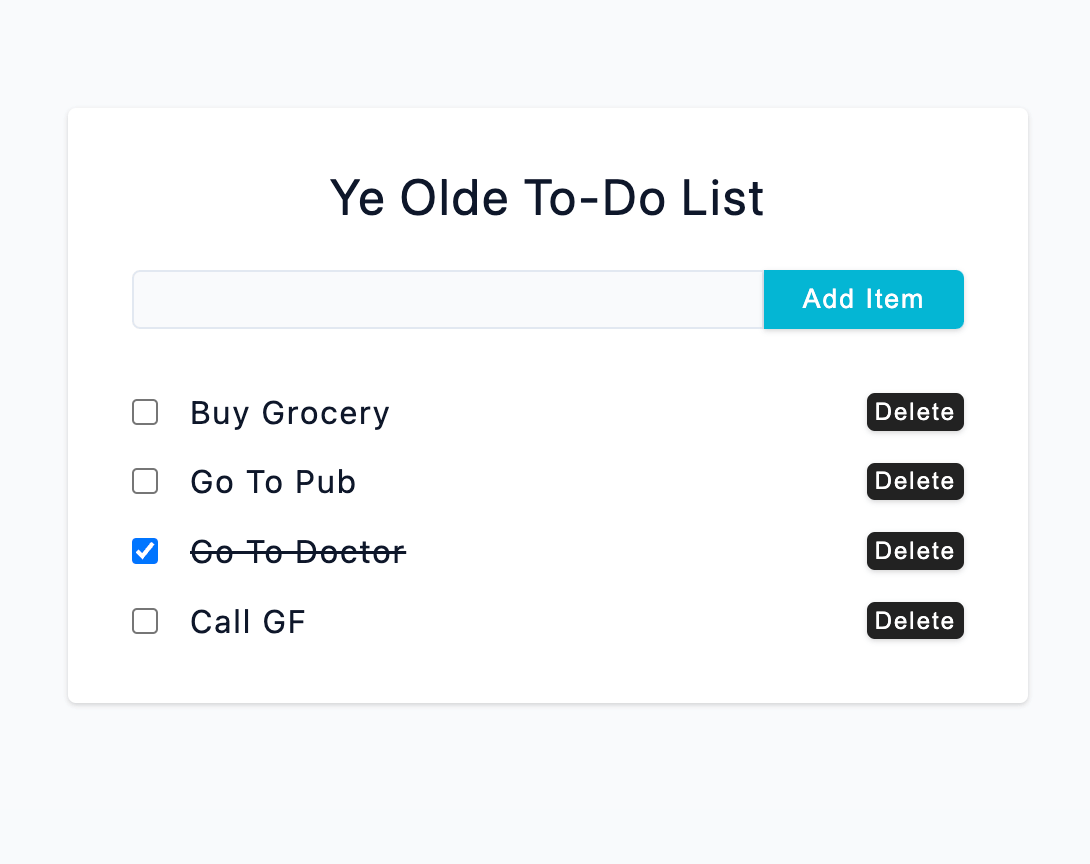 Ye Olde To-Do List
Add Item
Buy Grocery Delete
Go To Pub Delete
Go To Doctor Delete
Call GF Delete